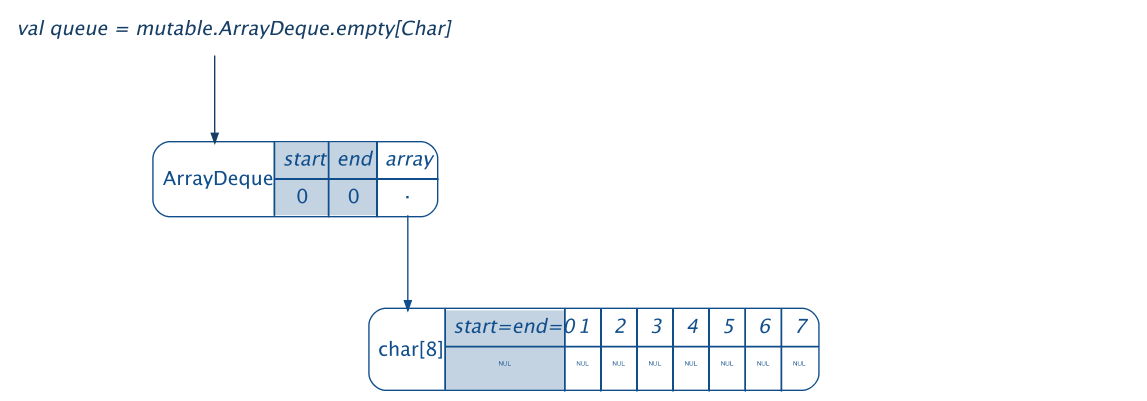 val queue = mutable.ArrayDeque.empty[Char]
ArrayDeque start end array
0 0 ·
char[8] start=end=0 1 2 3 4 5 6 7
NUL NUL NUL NUL NUL NUL NUL NUL